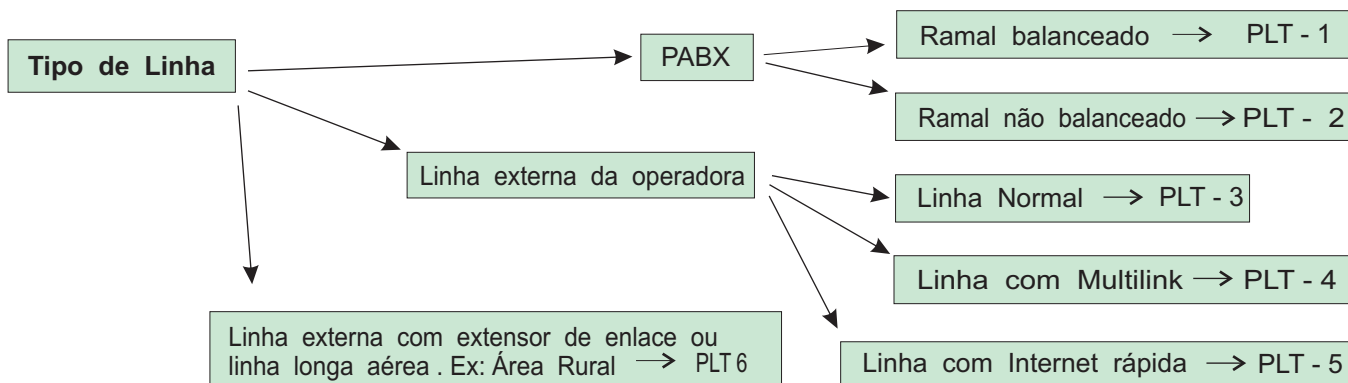 Tipo de Linha
PABX
Ramal balanceado → PLT - 1
Ramal não balanceado → PLT - 2
Linha externa da operadora
Linha Normal → PLT - 3
Linha com Multilink → PLT - 4
Linha com Internet rápida → PLT - 5
Linha externa com extensor de enlace ou
linha longa aérea . Ex: Área Rural → PLT 6